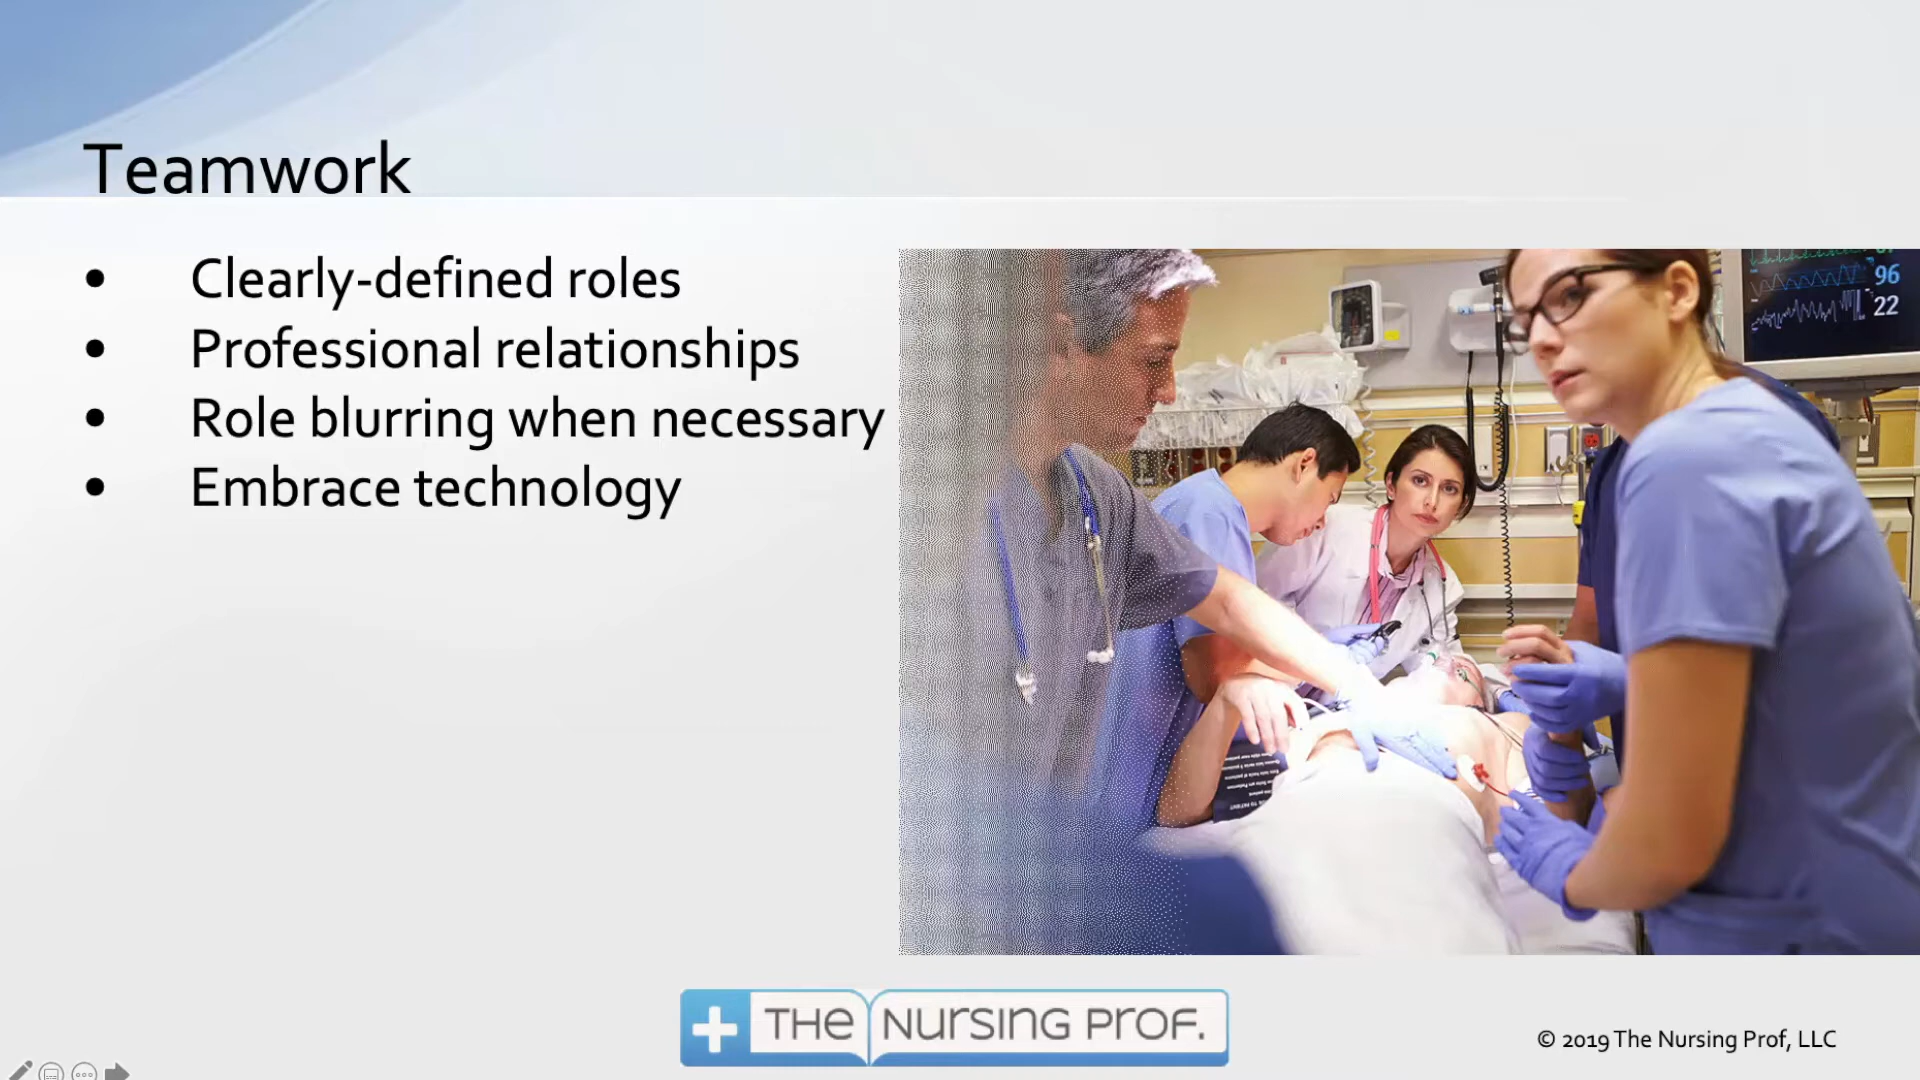 Teamwork
• Clearly-defined roles
• Professional relationships
• Role blurring when necessary
• Embrace technology
96
22
THE NURSING PROF.
© 2019 The Nursing Prof, LLC